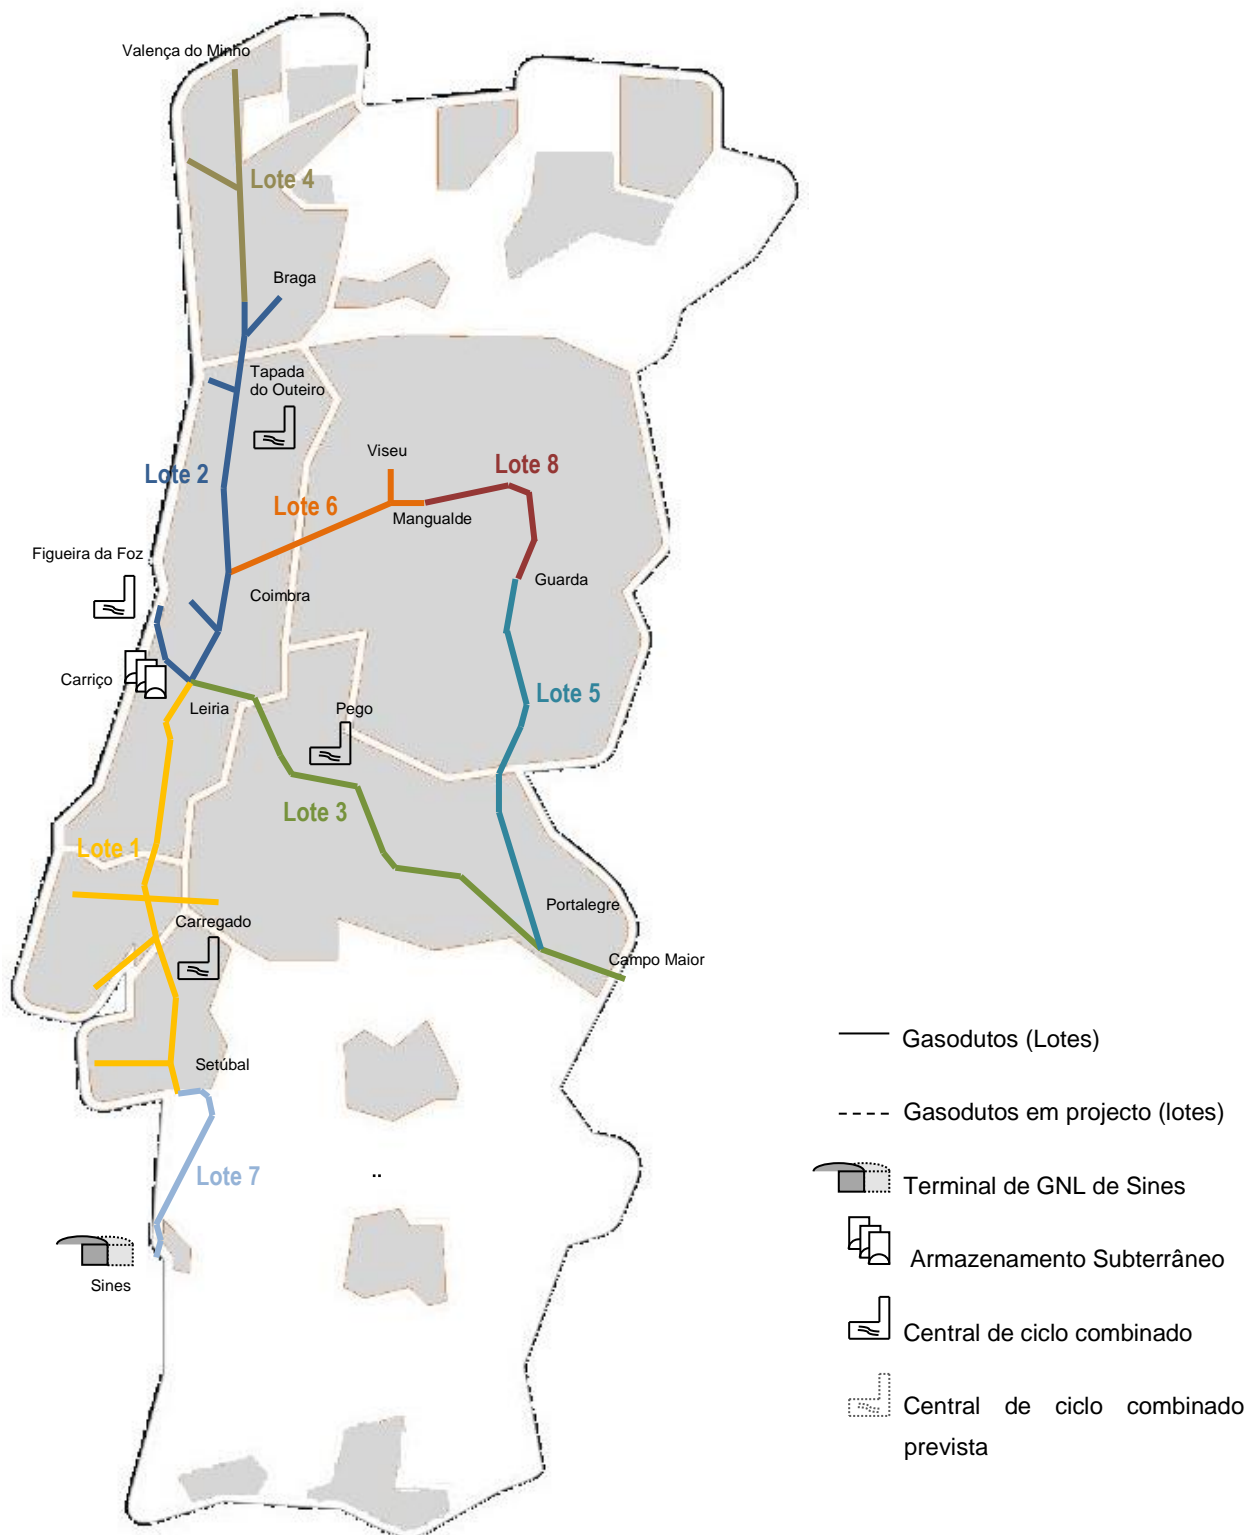 Valença do Minho
Lote 4
Braga
Tapada
do Outeiro
Viseu
Lote 8
Lote 2
Lote 6
Mangualde
Figueira da Foz
Guarda
Coimbra
Carriço
Lote 5
Leiria
Pego
Lote 3
Lote 1
Portalegre
Carregado
Campo Maior
Setúbal
Lote 7
..
Sines
Gasodutos (Lotes)
Gasodutos em projecto (lotes)
Terminal de GNL de Sines
Armazenamento Subterrâneo
Central de ciclo combinado
Central de ciclo combinado
prevista